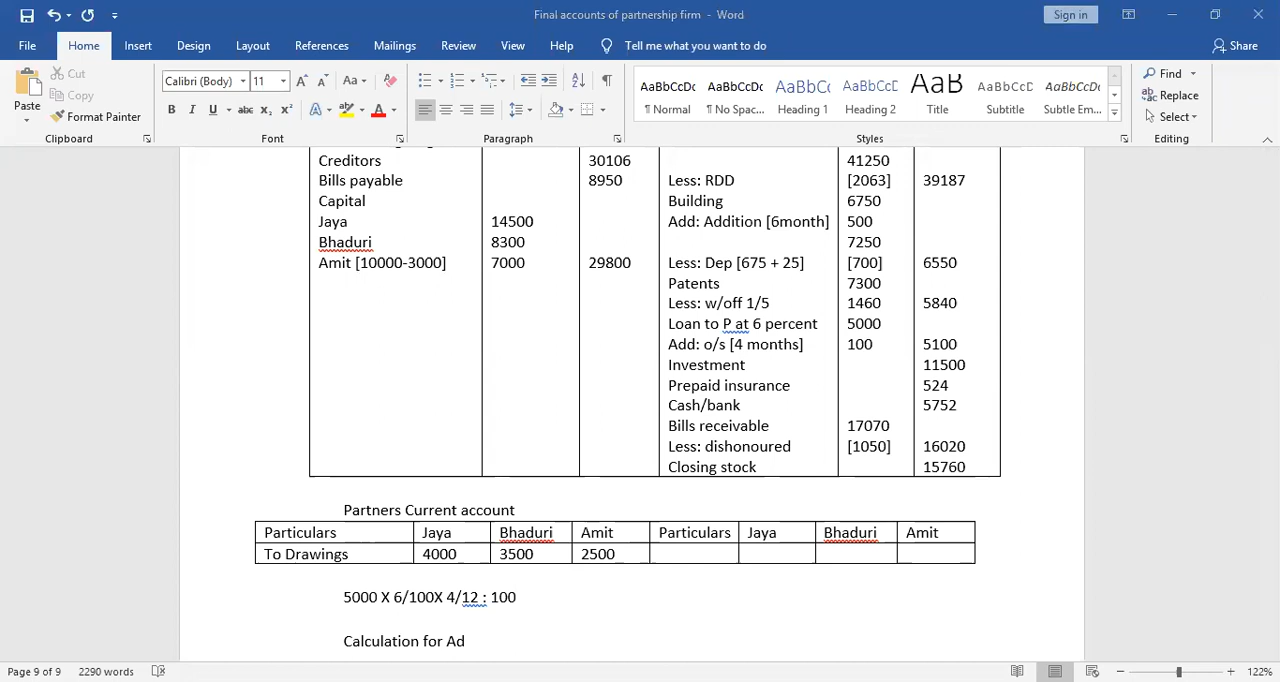 Final accounts of partnership firm - Word
Sign in
File Home Insert Design Layout References Mailings Review View Help Tell me what you want to do Share
Paste Cut Copy Format Painter
Calibri (Body) 11
AaBbCcDc AaBbCcDc AaBbCc AaBbCcC AaB AaBbCcD AaBbCcDc
¶ Normal ¶ No Spac... Heading 1 Heading 2 Title Subtitle Subtle Em...
Find Replace Select
Clipboard Font Paragraph Styles Editing
Creditors 30106 41250
Bills payable 8950 Less: RDD [2063] 39187
Capital Building 6750
Jaya 14500 Add: Addition [6month] 500
Bhaduri 8300 7250
Amit [10000-3000] 7000 29800 Less: Dep [675 + 25] [700] 6550
Patents 7300
Less: w/off 1/5 1460 5840
Loan to P at 6 percent 5000
Add: o/s [4 months] 100 5100
Investment 11500
Prepaid insurance 524
Cash/bank 5752
Bills receivable 17070
Less: dishonoured [1050] 16020
Closing stock 15760
Partners Current account
Particulars Jaya Bhaduri Amit Particulars Jaya Bhaduri Amit
To Drawings 4000 3500 2500
5000 X 6/100X 4/12 : 100
Calculation for Ad
Page 9 of 9 2290 words 122%